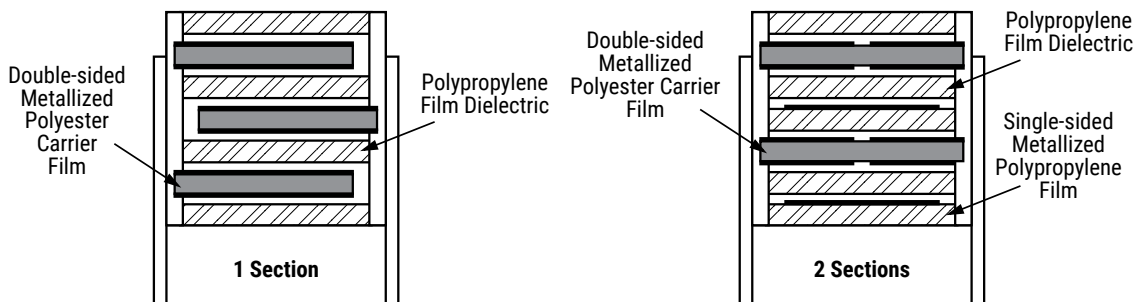 Double-sided
Metallized
Polyester
Carrier
Film
Polypropylene
Film Dielectric
1 Section
Double-sided
Metallized
Polyester Carrier
Film
Polypropylene
Film Dielectric
Single-sided
Metallized
Polypropylene
Film
2 Sections